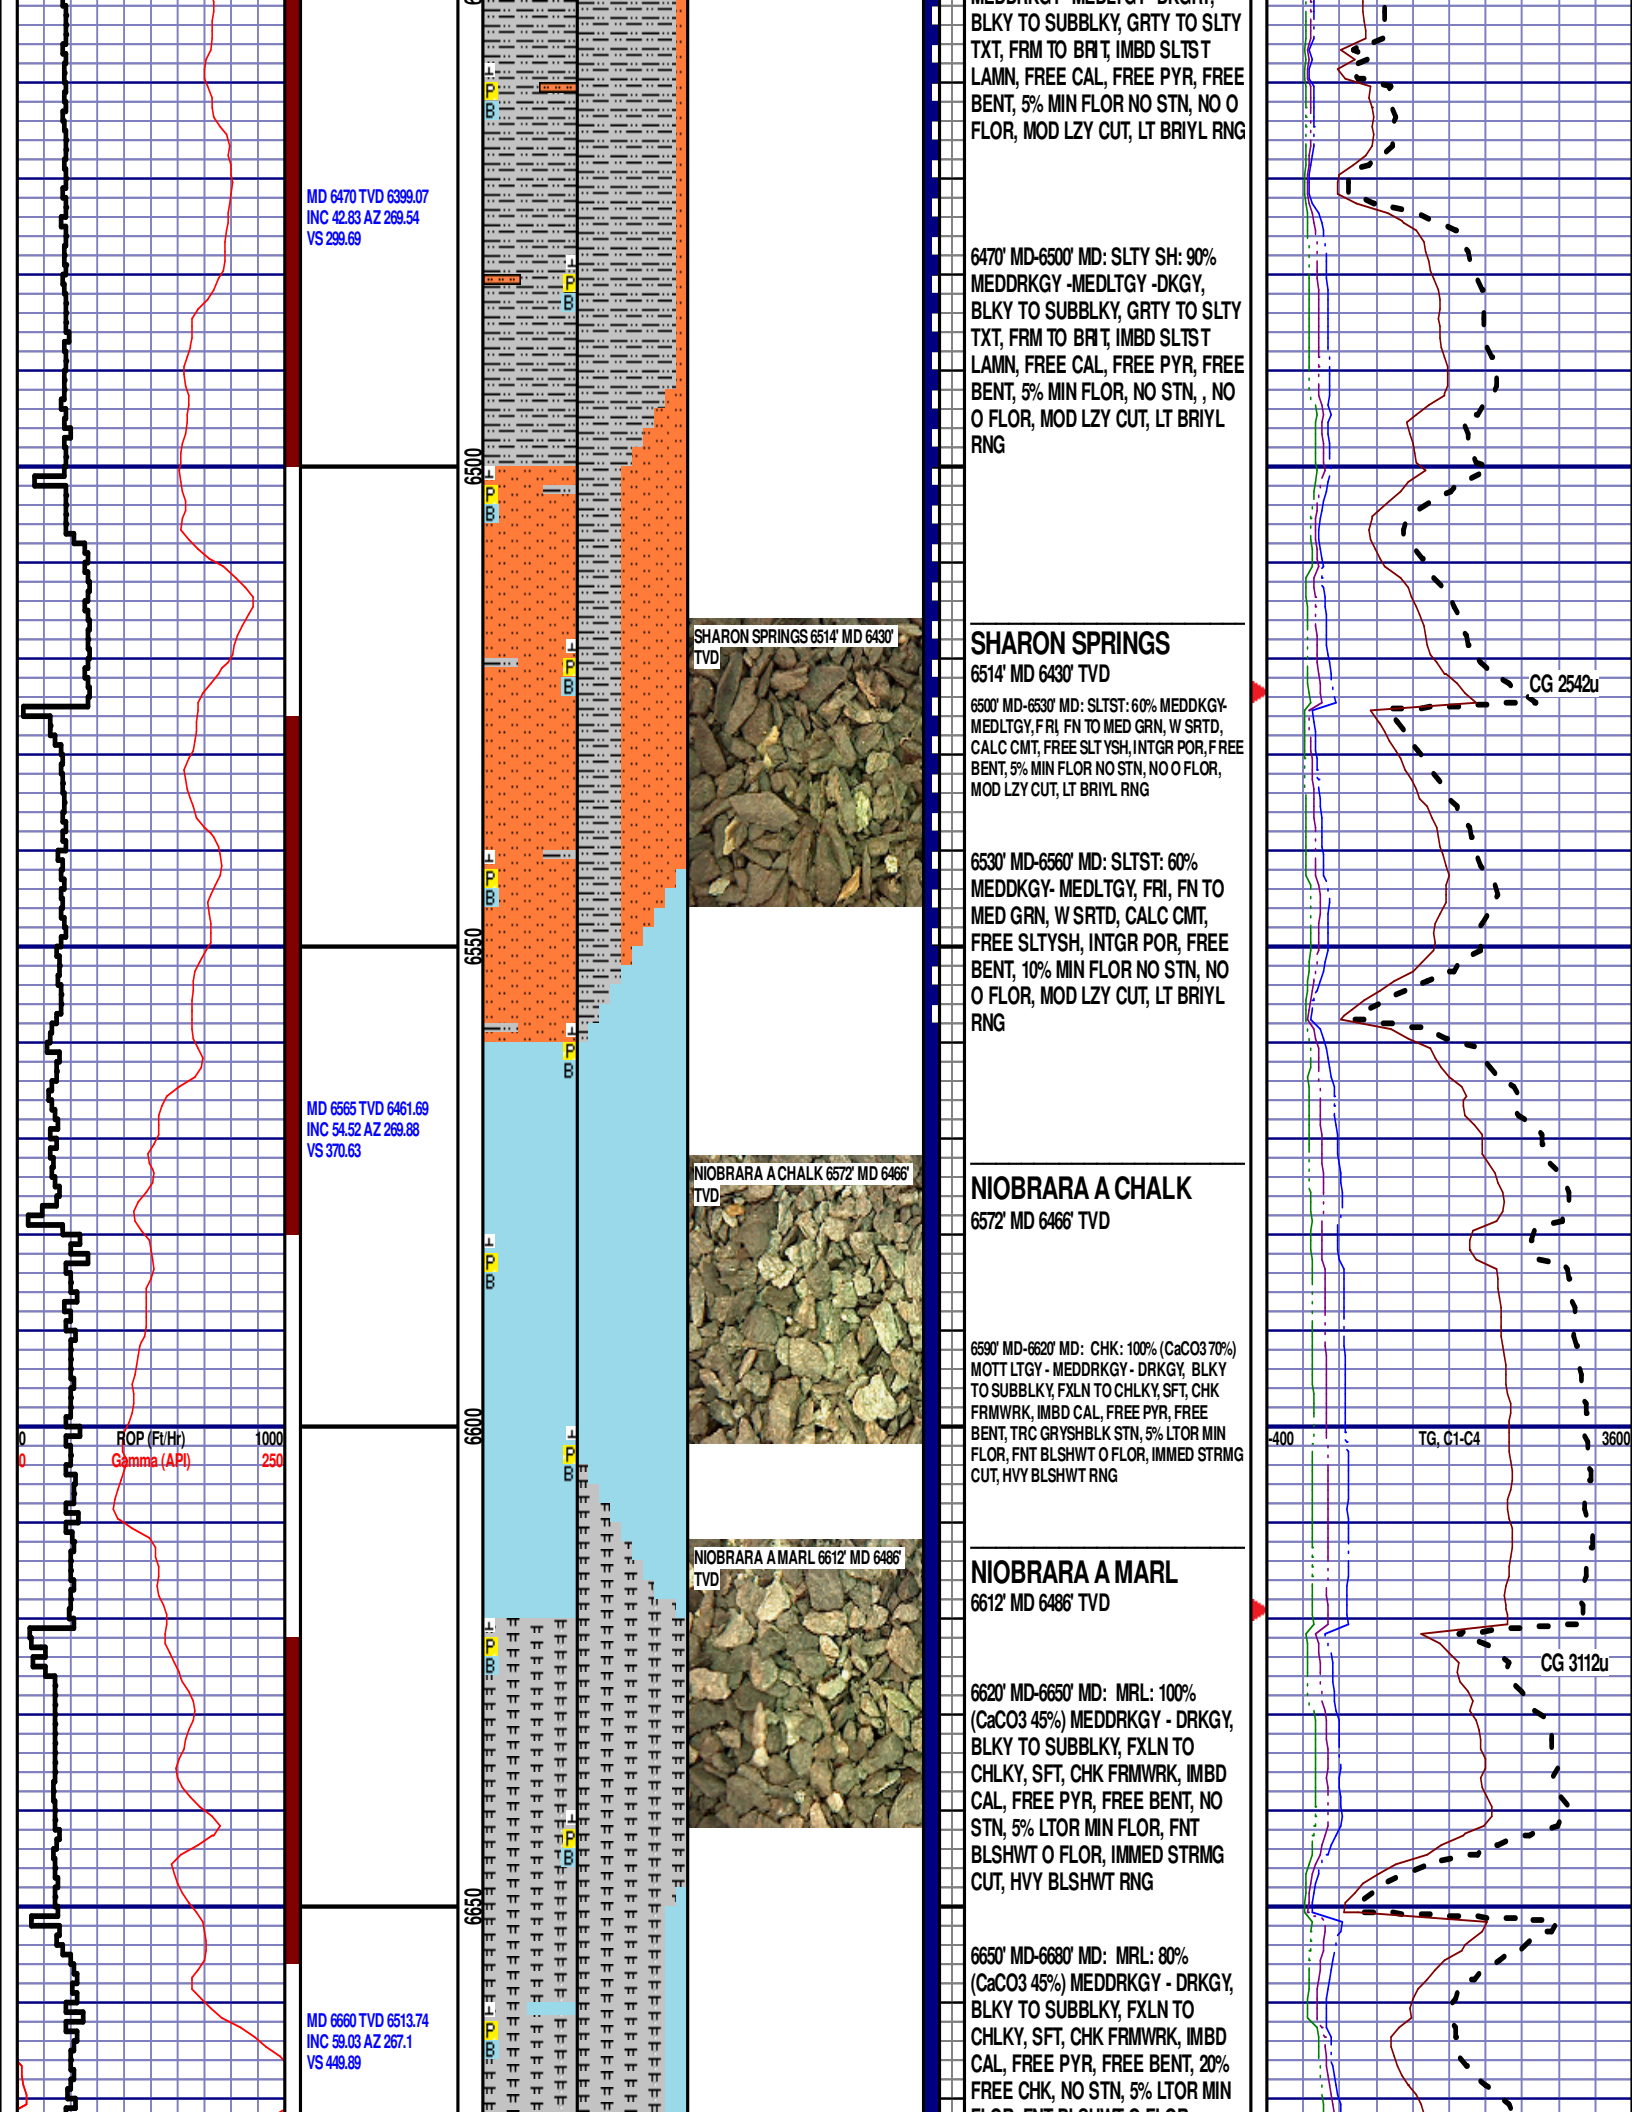 BLKY TO SUBBLKY, GRTY TO SLTY
TXT, FRM TO BRIT, IMBD SLTST
LAMN, FREE CAL, FREE PYR, FREE
BENT, 5% MIN FLOR NO STN, NO O
FLOR, MOD LZY CUT, LT BRIYL RNG
MD 6470 TVD 6399.07
INC 42.83 AZ 269.54
VS 299.69
6470' MD-6500' MD: SLTY SH: 90%
MEDDRKGY -MEDLTGY -DKGY,
BLKY TO SUBBLKY, GRTY TO SLTY
TXT, FRM TO BRIT, IMBD SLTST
LAMN, FREE CAL, FREE PYR, FREE
BENT, 5% MIN FLOR, NO STN, , NO
O FLOR, MOD LZY CUT, LT BRIYL
RNG
6500
SHARON SPRINGS 6514' MD 6430'
TVD
SHARON SPRINGS
6514' MD 6430' TVD
CG 2542u
6500' MD-6530' MD: SLTST: 60% MEDDKGY-
MEDLTGY, FRI, FN TO MED GRN, W SRTD,
CALC CMT, FREE SLTYSH, INTGR POR, FREE
BENT, 5% MIN FLOR NO STN, NO O FLOR,
MOD LZY CUT, LT BRIYL RNG
6530' MD-6560' MD: SLTST: 60%
MEDDKGY- MEDLTGY, FRI, FN TO
MED GRN, W SRTD, CALC CMT,
FREE SLTYSH, INTGR POR, FREE
BENT, 10% MIN FLOR NO STN, NO
O FLOR, MOD LZY CUT, LT BRIYL
RNG
6550
MD 6565 TVD 6461.69
INC 54.52 AZ 269.88
VS 370.63
NIOBRARA A CHALK 6572' MD 6466'
TVD
NIOBRARA A CHALK
6572' MD 6466' TVD
6590' MD-6620' MD: CHK: 100% (CaCO3 70%)
MOTT LTGY - MEDDRKGY - DRKGY, BLKY
TO SUBBLKY, FXLN TO CHLKY, SFT, CHK
FRMWRK, IMBD CAL, FREE PYR, FREE
BENT, TRC GRYSHBLK STN, 5% LTOR MIN
FLOR, FNT BLSHWT O FLOR, IMMED STRMG
CUT, HVY BLSHWT RNG
6600
0 ROP (Ft/Hr) 1000
0 Gamma (API) 250
-400 TG, C1-C4 3600
NIOBRARA A MARL 6612' MD 6486'
TVD
NIOBRARA A MARL
6612' MD 6486' TVD
CG 3112u
6620' MD-6650' MD: MRL: 100%
(CaCO3 45%) MEDDRKGY - DRKGY,
BLKY TO SUBBLKY, FXLN TO
CHLKY, SFT, CHK FRMWRK, IMBD
CAL, FREE PYR, FREE BENT, NO
STN, 5% LTOR MIN FLOR, FNT
BLSHWT O FLOR, IMMED STRMG
CUT, HVY BLSHWT RNG
6650
6650' MD-6680' MD: MRL: 80%
(CaCO3 45%) MEDDRKGY - DRKGY,
BLKY TO SUBBLKY, FXLN TO
CHLKY, SFT, CHK FRMWRK, IMBD
CAL, FREE PYR, FREE BENT, 20%
FREE CHK, NO STN, 5% LTOR MIN
MD 6660 TVD 6513.74
INC 59.03 AZ 267.1
VS 449.89